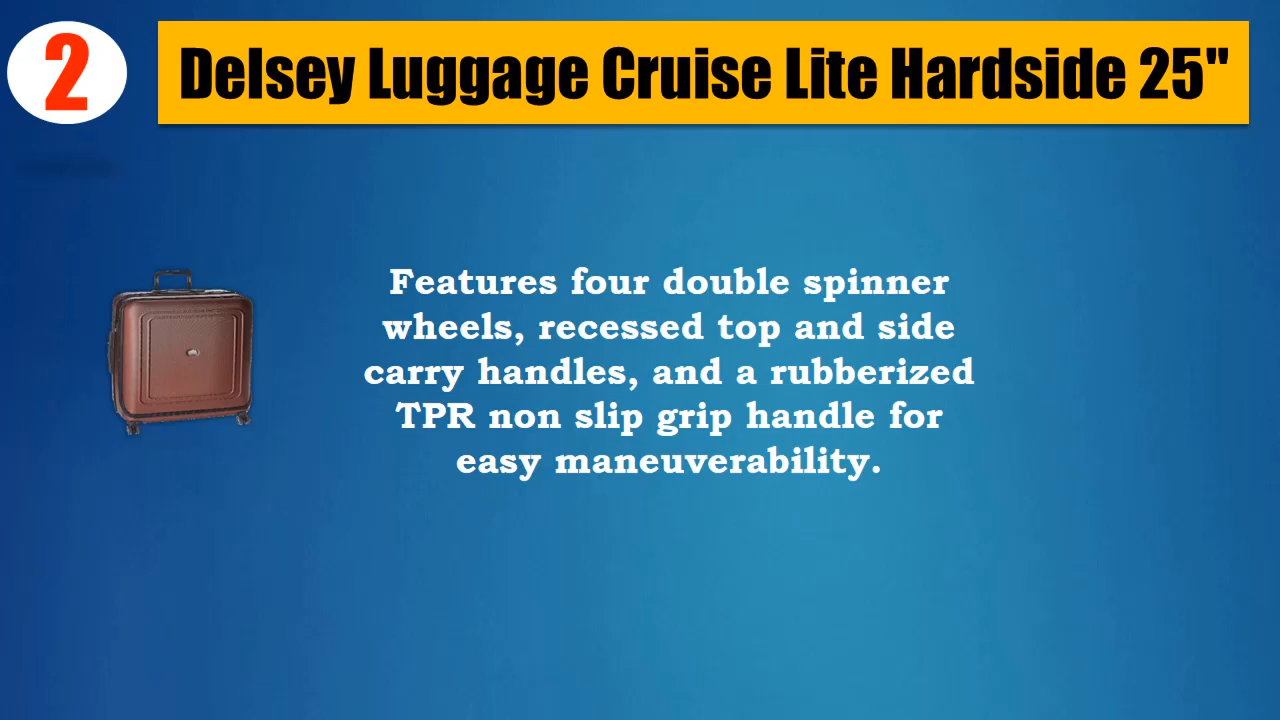 2
Delsey Luggage Cruise Lite Hardside 25"
Features four double spinner
wheels, recessed top and side
carry handles, and a rubberized
TPR non slip grip handle for
easy maneuverability.